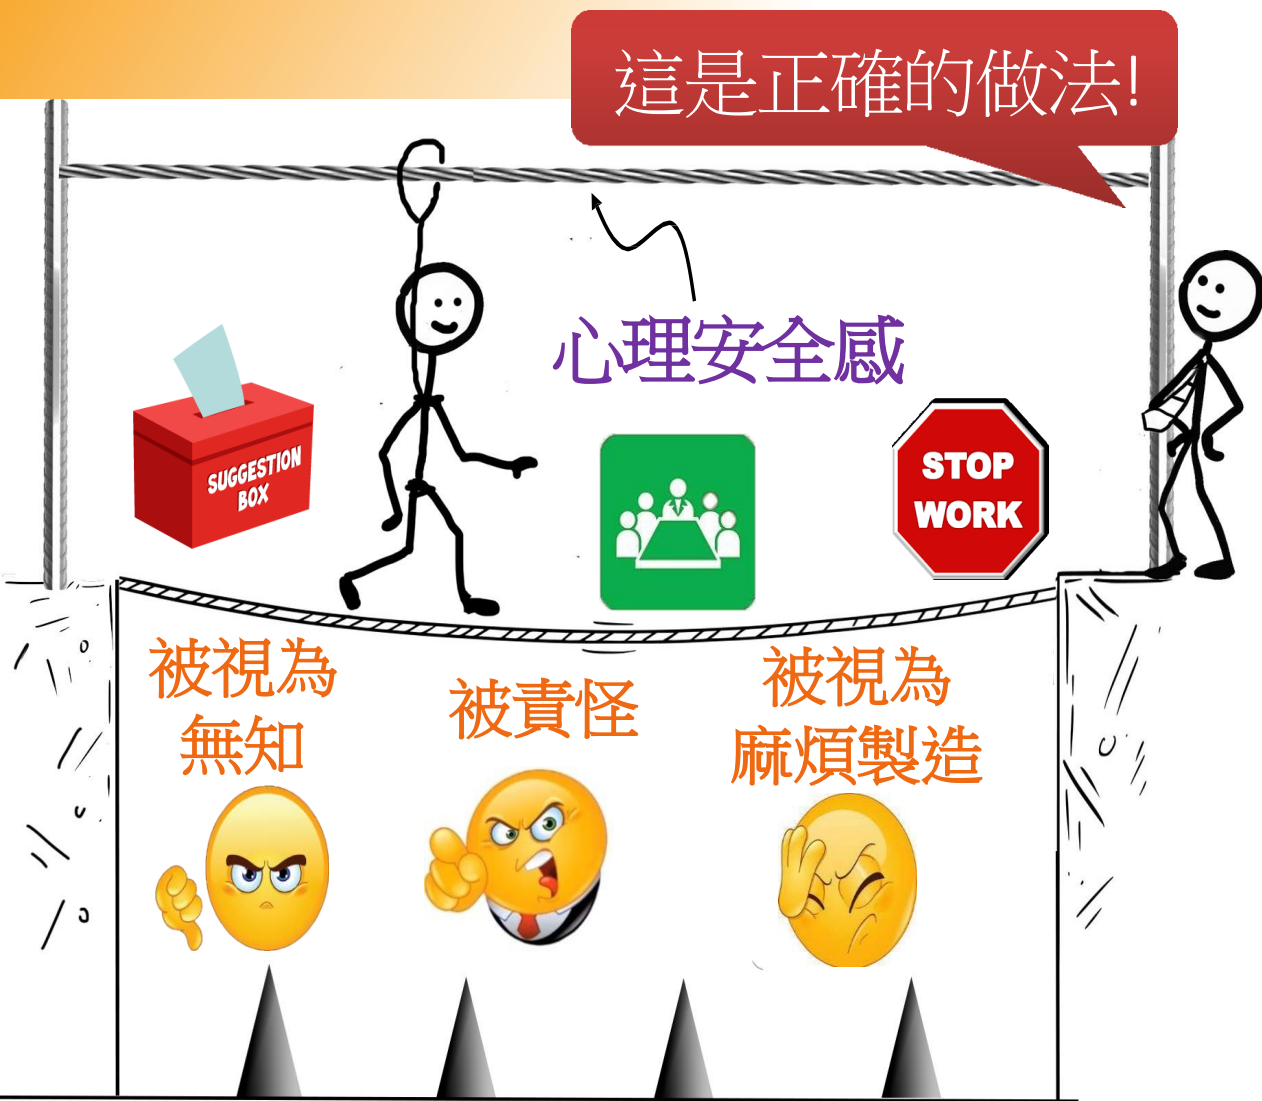 這是正確的做法!
心理安全感
SUGGESTION
BOX
STOP
WORK
被視為
無知
被責怪
被視為
麻煩製造